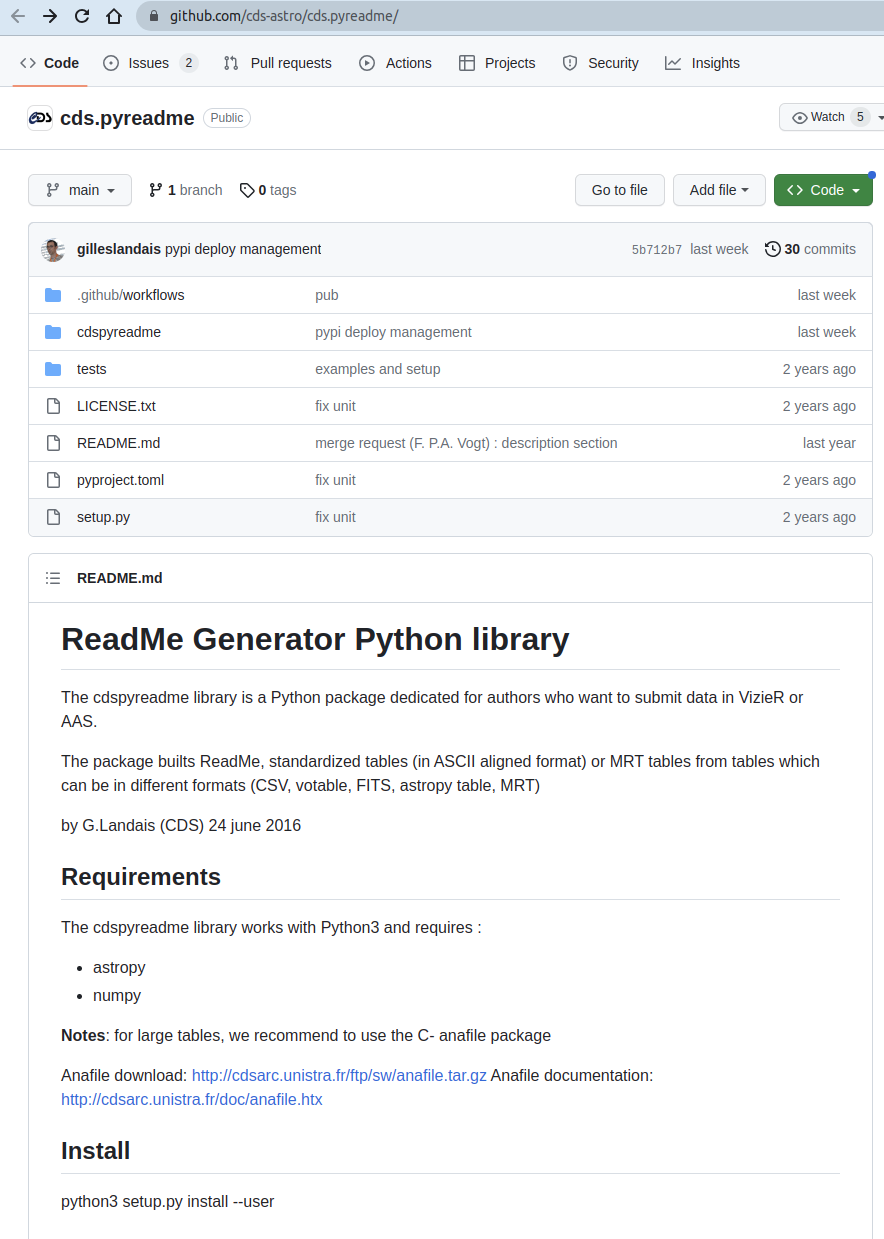 github.com/cds-astro/cds.pyreadme/
Code Issues 2 Pull requests Actions Projects Security Insights
CDS cds.pyreadme Public Watch 5
main 1 branch 0 tags Go to file Add file Code
gilleslandais pypi deploy management 5b712b7 last week 30 commits
.github/workflows pub last week
cdspyreadme pypi deploy management last week
tests examples and setup 2 years ago
LICENSE.txt fix unit 2 years ago
README.md merge request (F. P.A. Vogt) : description section last year
pyproject.toml fix unit 2 years ago
setup.py fix unit 2 years ago
README.md
ReadMe Generator Python library
The cdspyreadme library is a Python package dedicated for authors who want to submit data in VizieR or
AAS.
The package builts ReadMe, standardized tables (in ASCII aligned format) or MRT tables from tables which
can be in different formats (CSV, votable, FITS, astropy table, MRT)
by G.Landais (CDS) 24 june 2016
Requirements
The cdspyreadme library works with Python3 and requires :
• astropy
• numpy
Notes: for large tables, we recommend to use the C- anafile package
Anafile download: http://cdsarc.unistra.fr/ftp/sw/anafile.tar.gz Anafile documentation:
http://cdsarc.unistra.fr/doc/anafile.htx
Install
python3 setup.py install --user